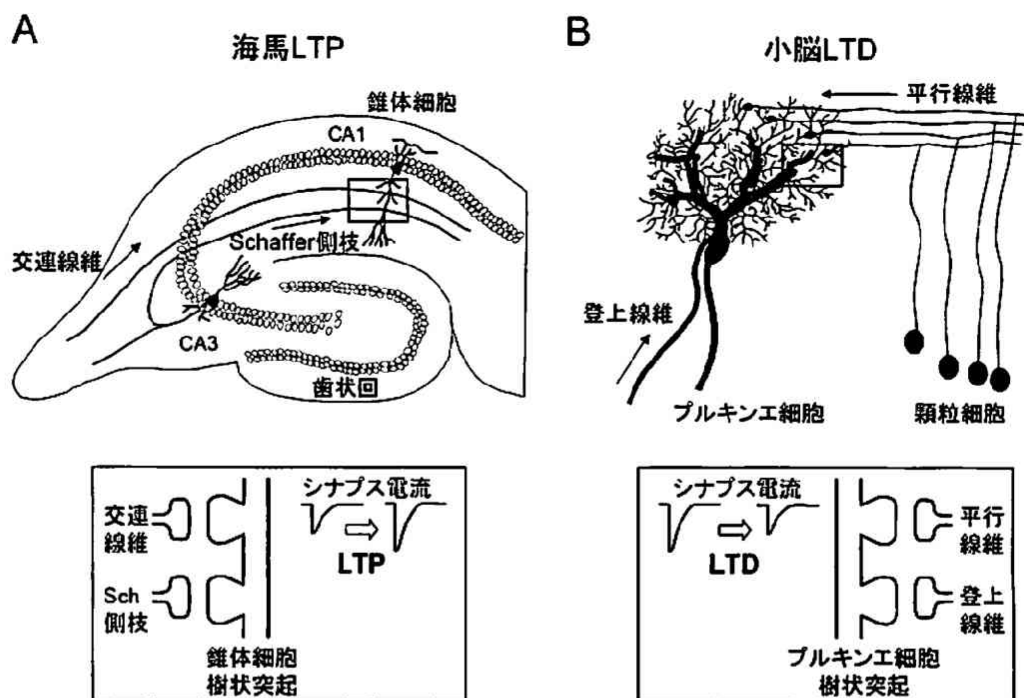 A
海馬LTP
錐体細胞
CA1
Schaffer側枝
交連線維
CA3
歯状回
交連
線維
Sch
側枝
シナプス電流
LTP
錐体細胞
樹状突起
B
小脳LTD
平行線維
登上線維
プルキンエ細胞
顆粒細胞
シナプス電流
LTD
平行
線維
登上
線維
プルキンエ細胞
樹状突起